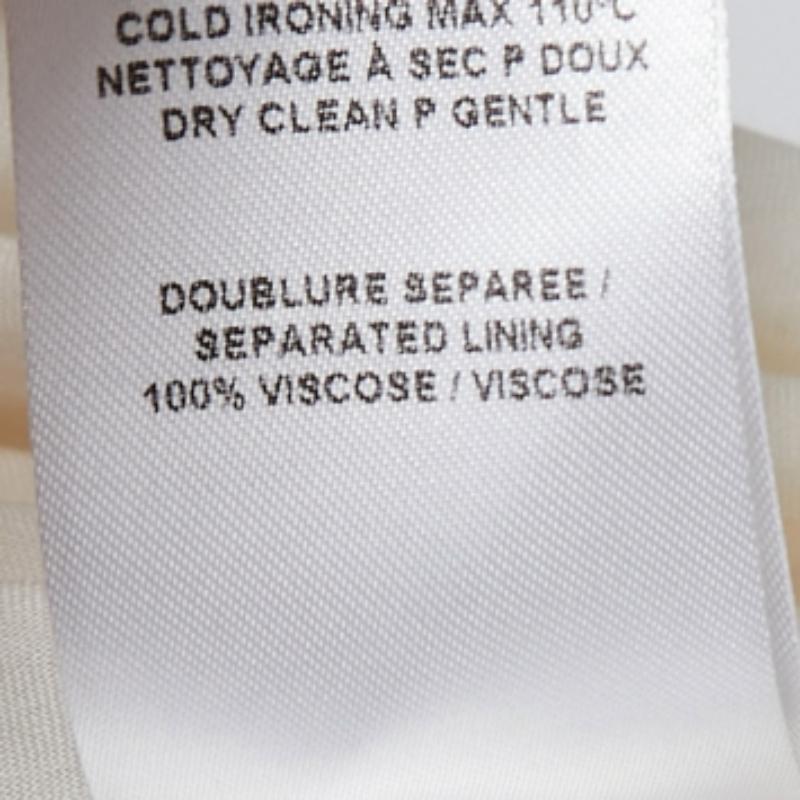 COLD IRONING MAX 110°C
NETTOYAGE À SEC P DOUX
DRY CLEAN P GENTLE
DOUBLURE SEPAREE /
SEPARATED LINING
100% VISCOSE / VISCOSE